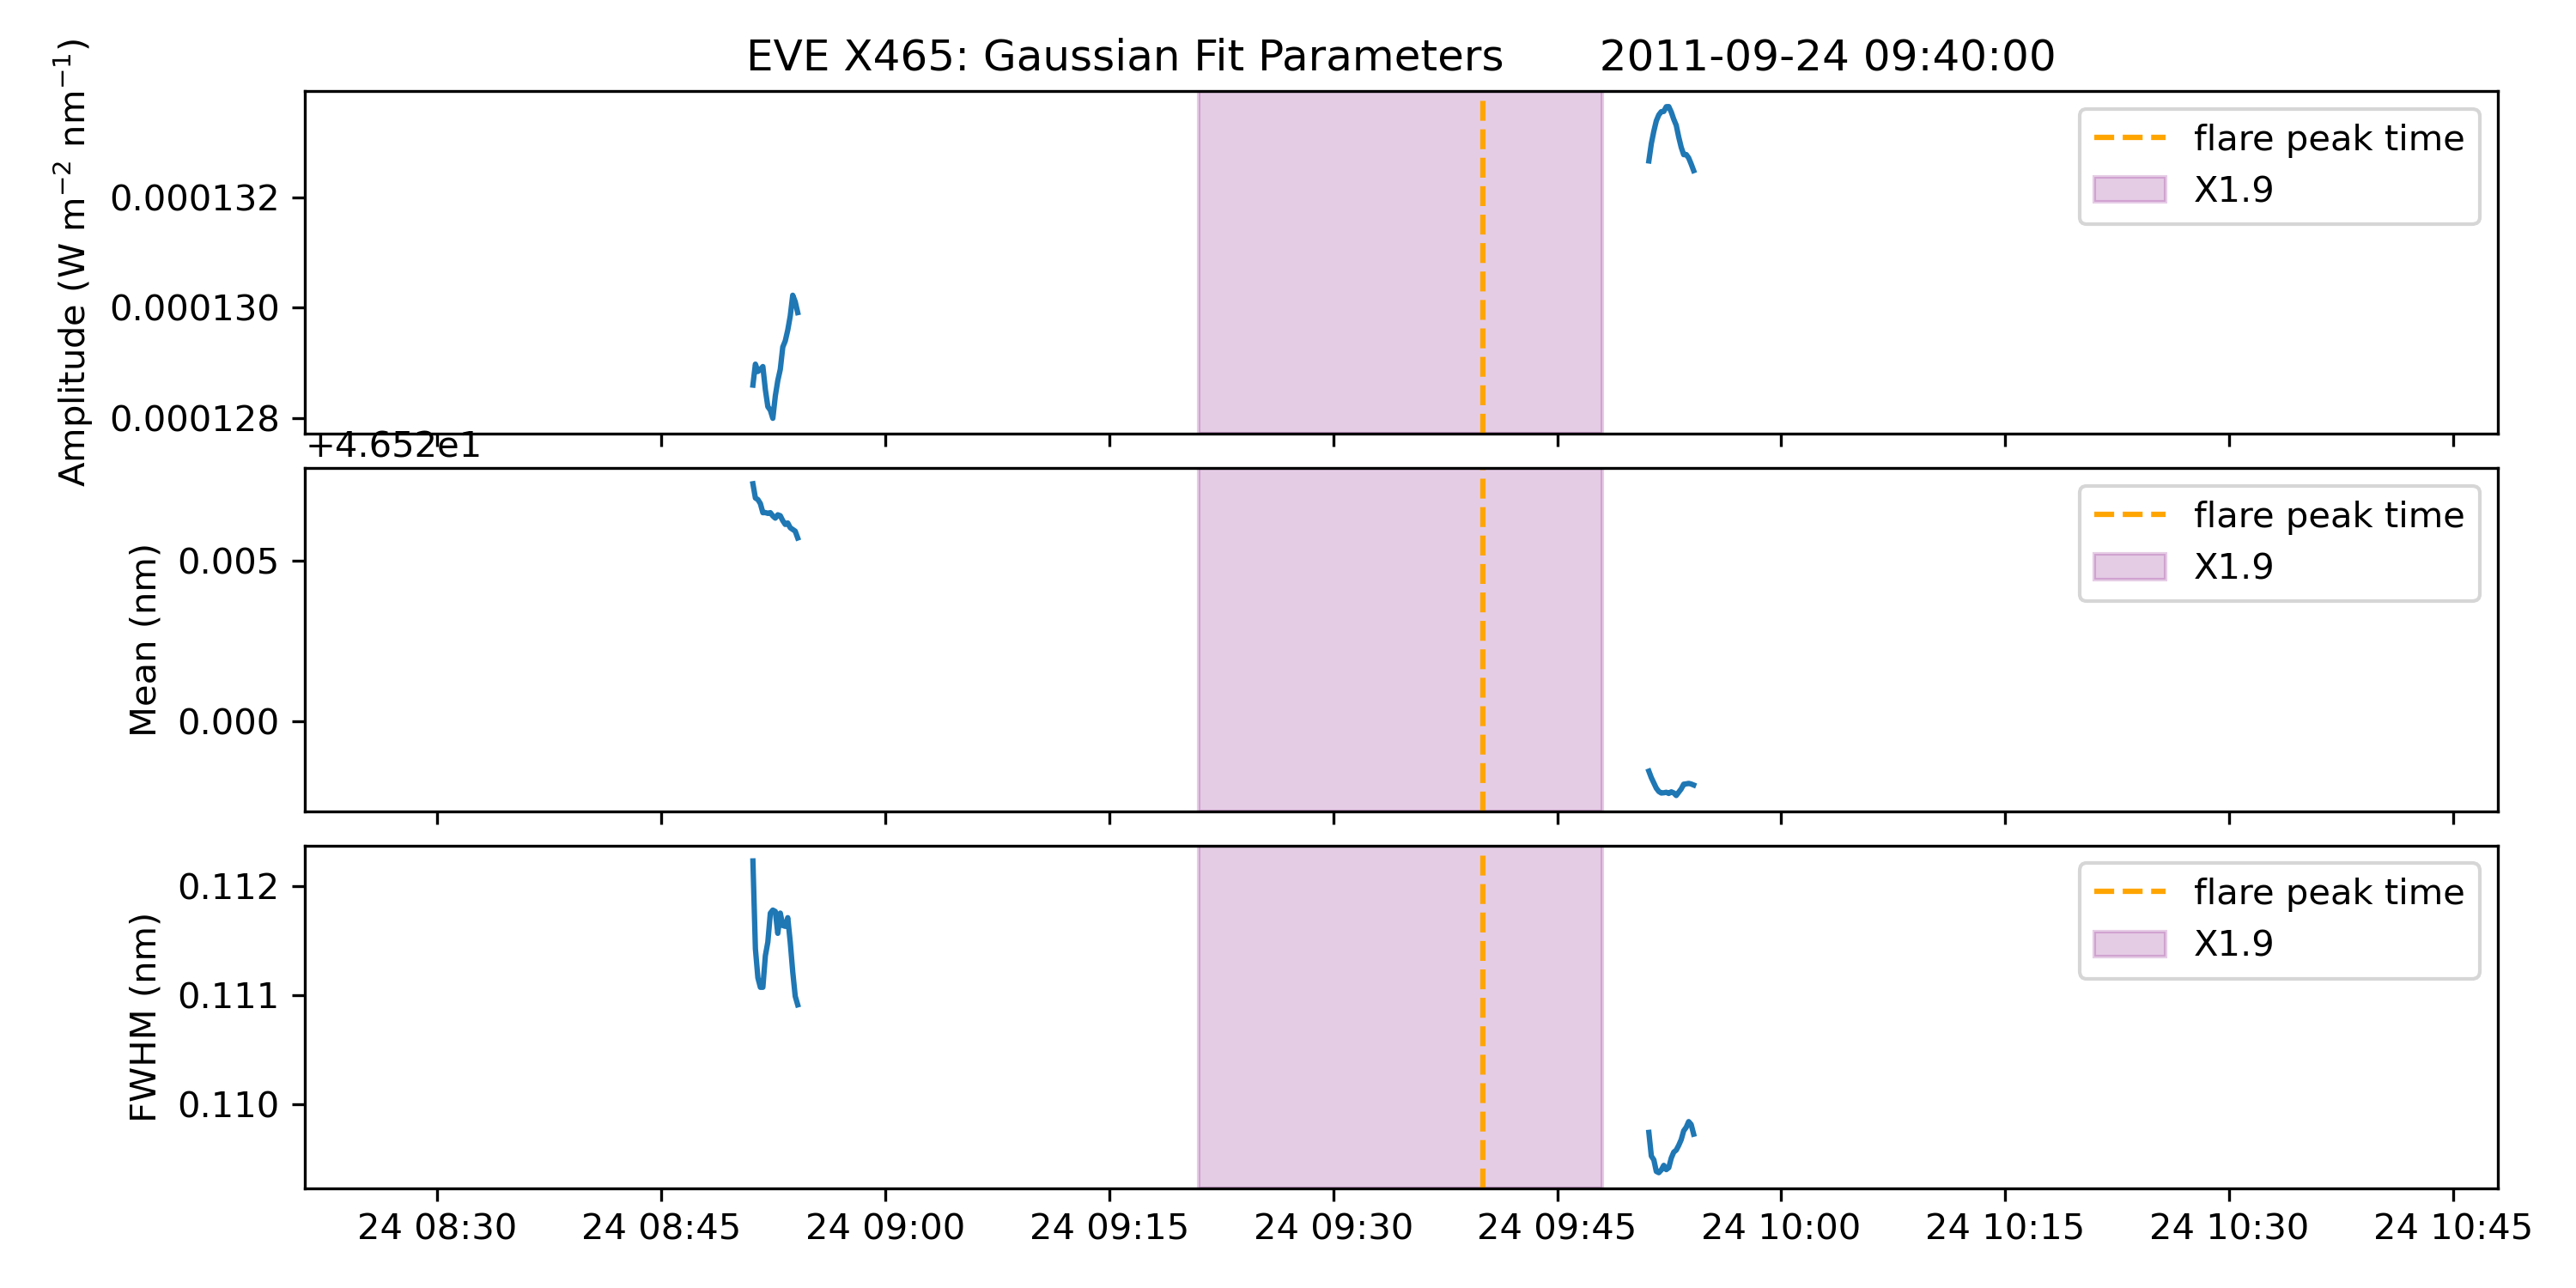 EVE X465: Gaussian Fit Parameters 2011-09-24 09:40:00
Amplitude (W m⁻² nm⁻¹)
0.000132
0.000130
0.000128
flare peak time
X1.9
+4.652e1
Mean (nm)
0.005
0.000
flare peak time
X1.9
FWHM (nm)
0.112
0.111
0.110
flare peak time
X1.9
24 08:30 24 08:45 24 09:00 24 09:15 24 09:30 24 09:45 24 10:00 24 10:15 24 10:30 24 10:45